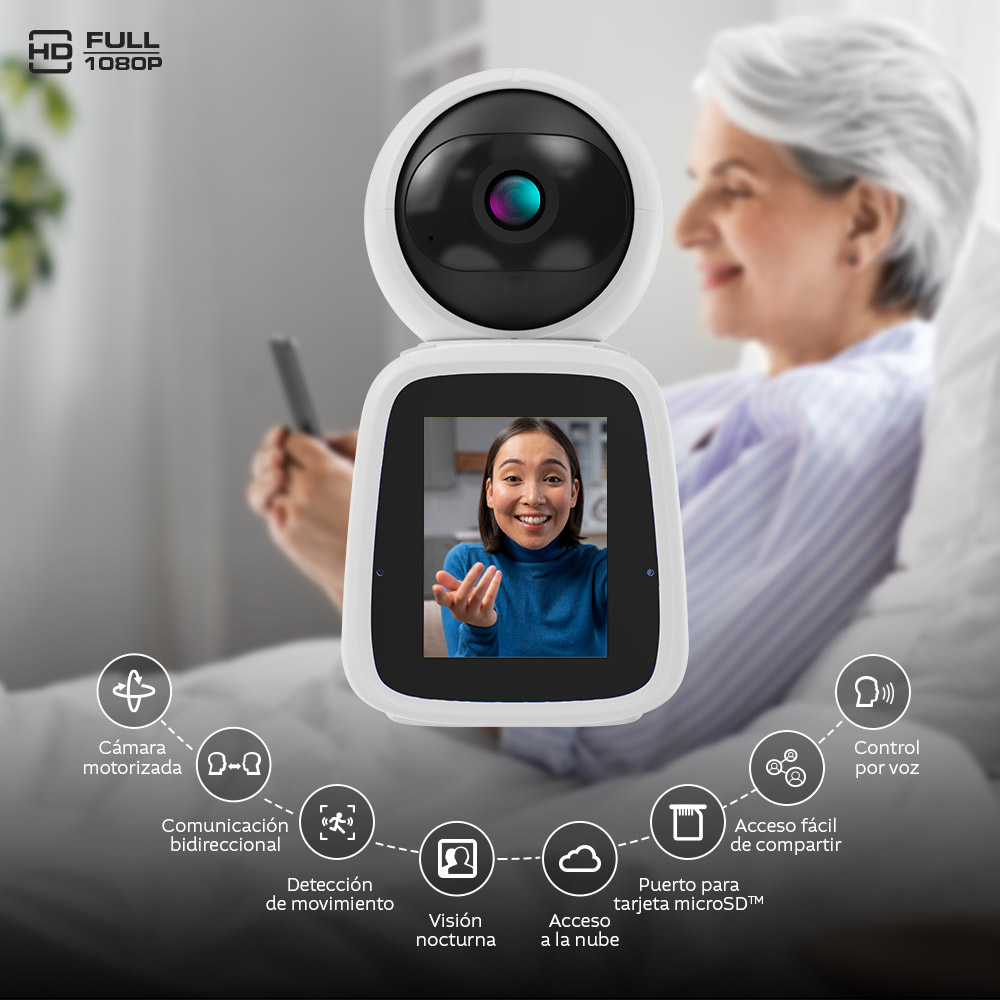 HD FULL
1080P
Cámara
motorizada
Comunicación
bidireccional
Detección
de movimiento
Visión
nocturna
Acceso
a la nube
Puerto para
tarjeta microSD™
Acceso fácil
de compartir
Control
por voz